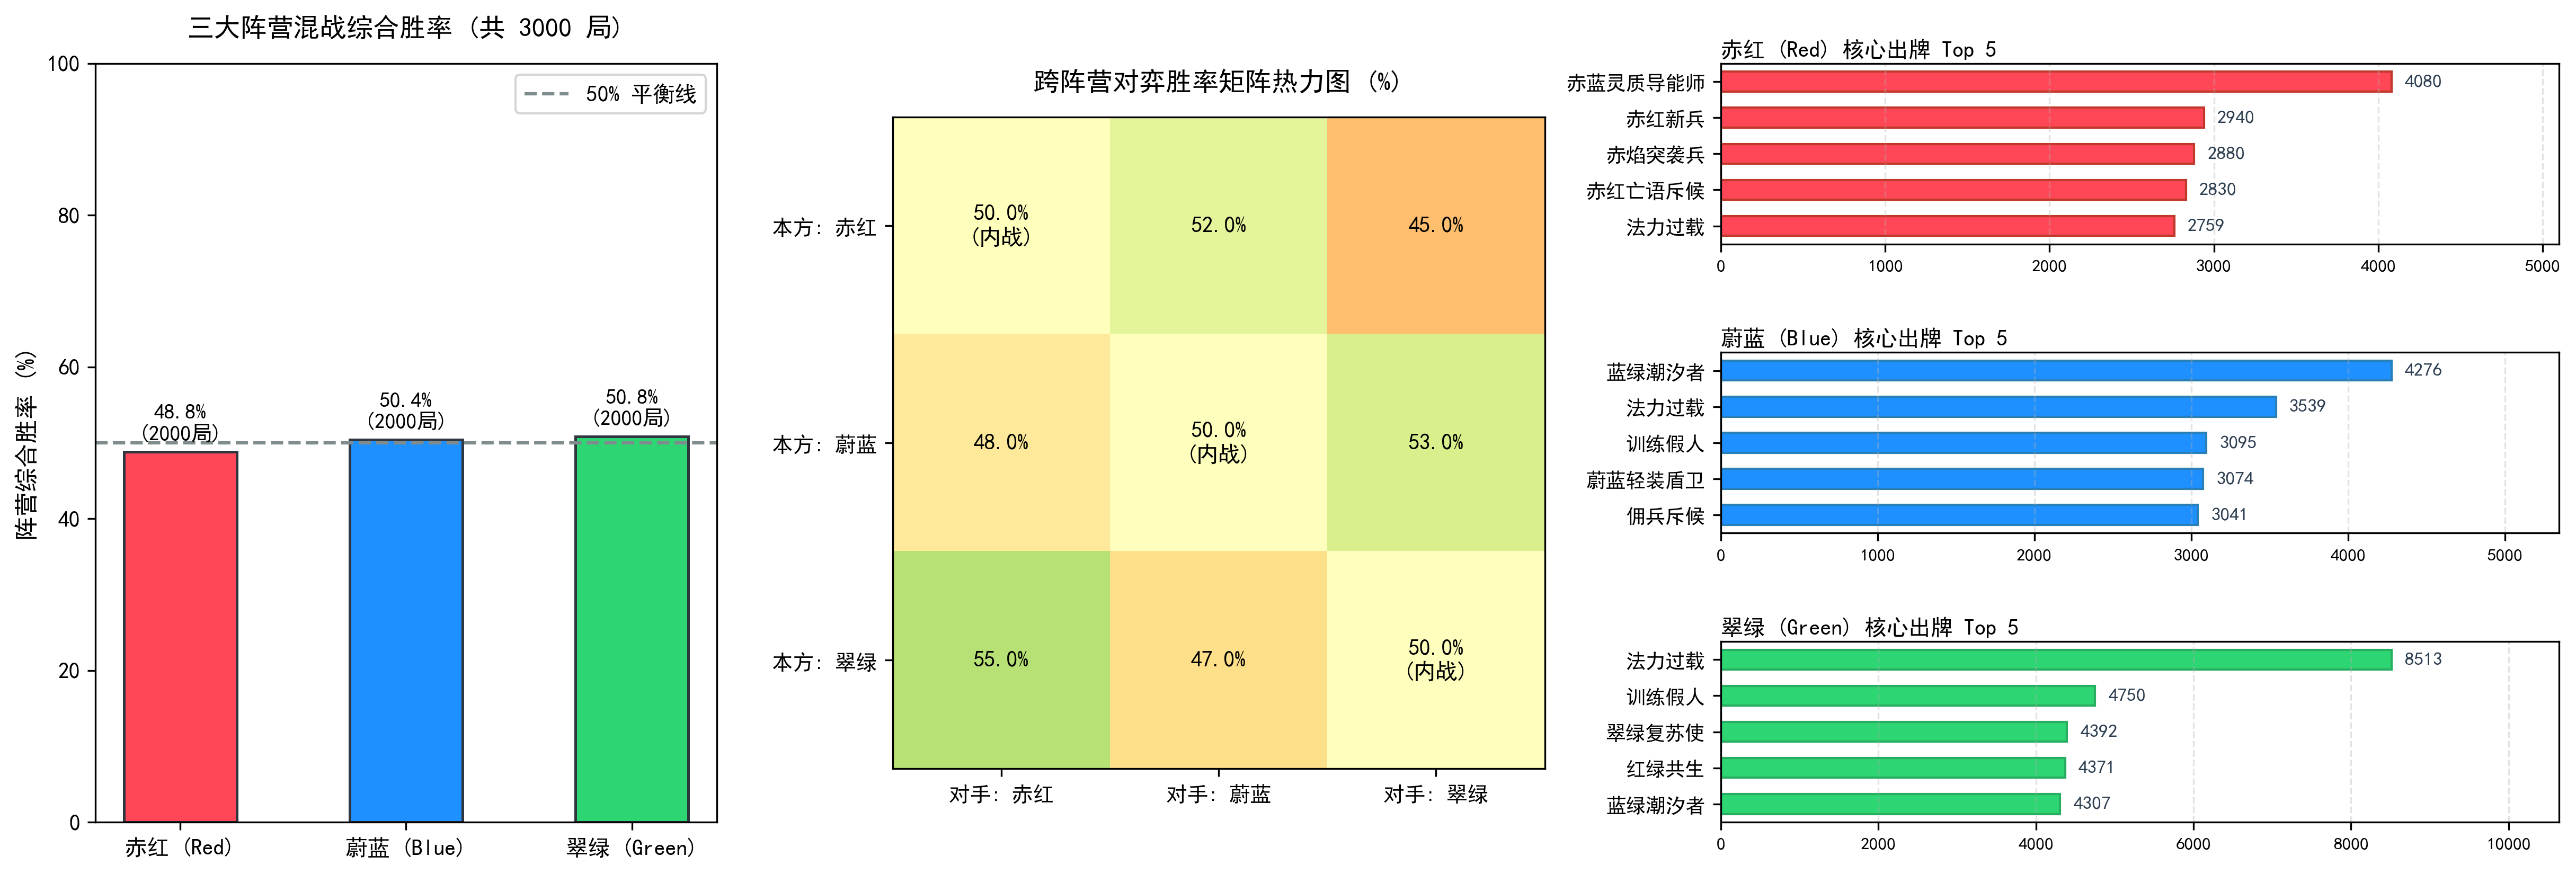 三大阵营混战综合胜率 (共 3000 局)
100
80
60
40
20
0
阵营综合胜率 (%)
50% 平衡线
48.8%
(2000局)
50.4%
(2000局)
50.8%
(2000局)
赤红 (Red)
蔚蓝 (Blue)
翠绿 (Green)
跨阵营对弈胜率矩阵热力图 (%)
本方: 赤红
50.0%
(内战)
52.0%
45.0%
本方: 蔚蓝
48.0%
50.0%
(内战)
53.0%
本方: 翠绿
55.0%
47.0%
50.0%
(内战)
对手: 赤红
对手: 蔚蓝
对手: 翠绿
赤红 (Red) 核心出牌 Top 5
赤蓝灵质导能师 4080
赤红新兵 2940
赤焰突袭兵 2880
赤红亡语斥候 2830
法力过载 2759
0 1000 2000 3000 4000 5000
蔚蓝 (Blue) 核心出牌 Top 5
蓝绿潮汐者 4276
法力过载 3539
训练假人 3095
蔚蓝轻装盾卫 3074
佣兵斥候 3041
0 1000 2000 3000 4000 5000
翠绿 (Green) 核心出牌 Top 5
法力过载 8513
训练假人 4750
翠绿复苏使 4392
红绿共生 4371
蓝绿潮汐者 4307
0 2000 4000 6000 8000 10000